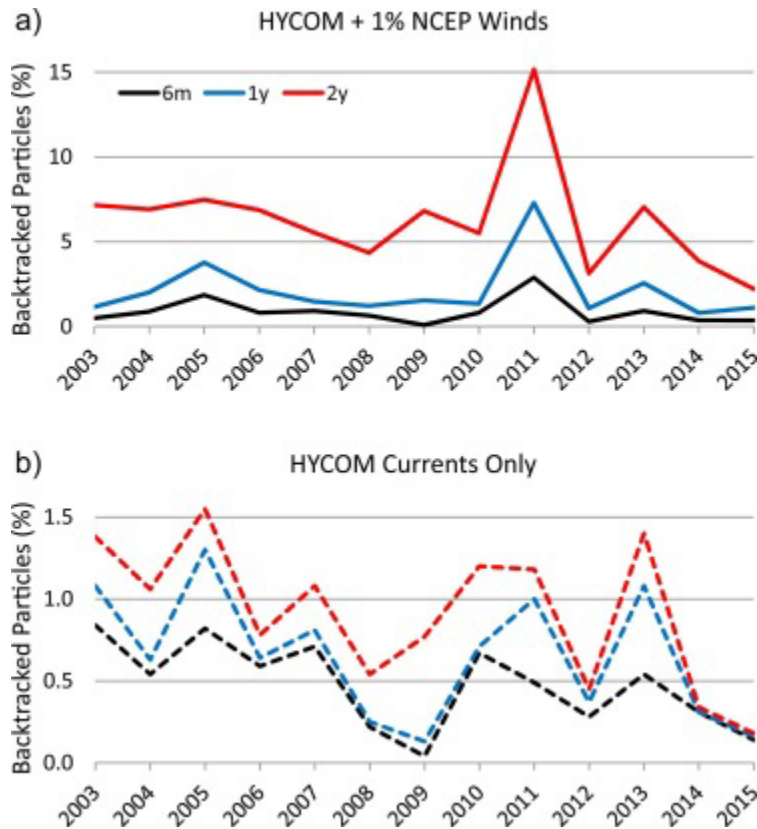 a) HYCOM + 1% NCEP Winds
Backtracked Particles (%)
15
10
5
0
6m 1y 2y
2003 2004 2005 2006 2007 2008 2009 2010 2011 2012 2013 2014 2015
b) HYCOM Currents Only
Backtracked Particles (%)
1.5
1.0
0.5
0.0
2003 2004 2005 2006 2007 2008 2009 2010 2011 2012 2013 2014 2015